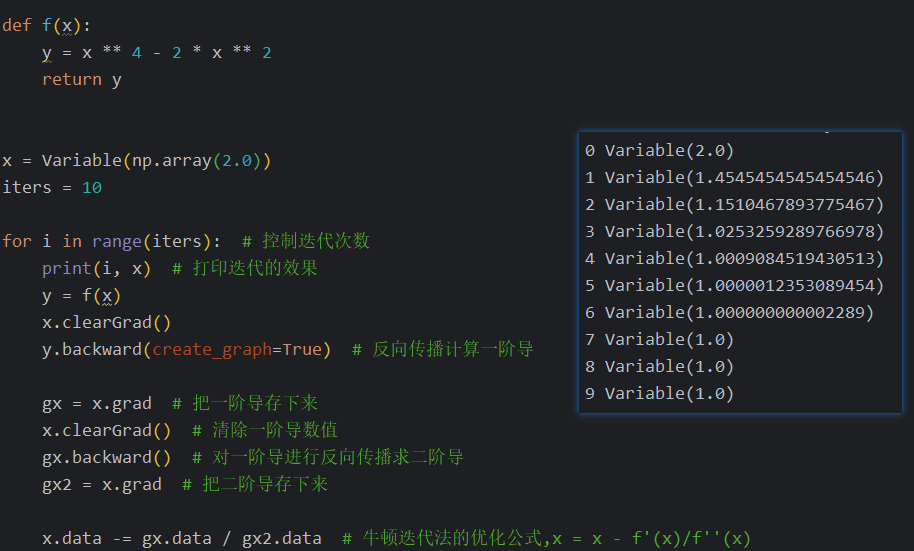 def f(x):
    y = x ** 4 - 2 * x ** 2
    return y
x = Variable(np.array(2.0))
iters = 10
for i in range(iters):  # 控制迭代次数
    print(i, x)  # 打印迭代的效果
    y = f(x)
    x.clearGrad()
    y.backward(create_graph=True)  # 反向传播计算一阶导
    gx = x.grad  # 把一阶导存下来
    x.clearGrad()  # 清除一阶导数值
    gx.backward()  # 对一阶导进行反向传播求二阶导
    gx2 = x.grad  # 把二阶导存下来
    x.data -= gx.data / gx2.data  # 牛顿迭代法的优化公式,x = x - f'(x)/f''(x)
0 Variable(2.0)
1 Variable(1.4545454545454546)
2 Variable(1.1510467893775467)
3 Variable(1.0253259289766978)
4 Variable(1.0009084519430513)
5 Variable(1.0000012353089454)
6 Variable(1.000000000002289)
7 Variable(1.0)
8 Variable(1.0)
9 Variable(1.0)